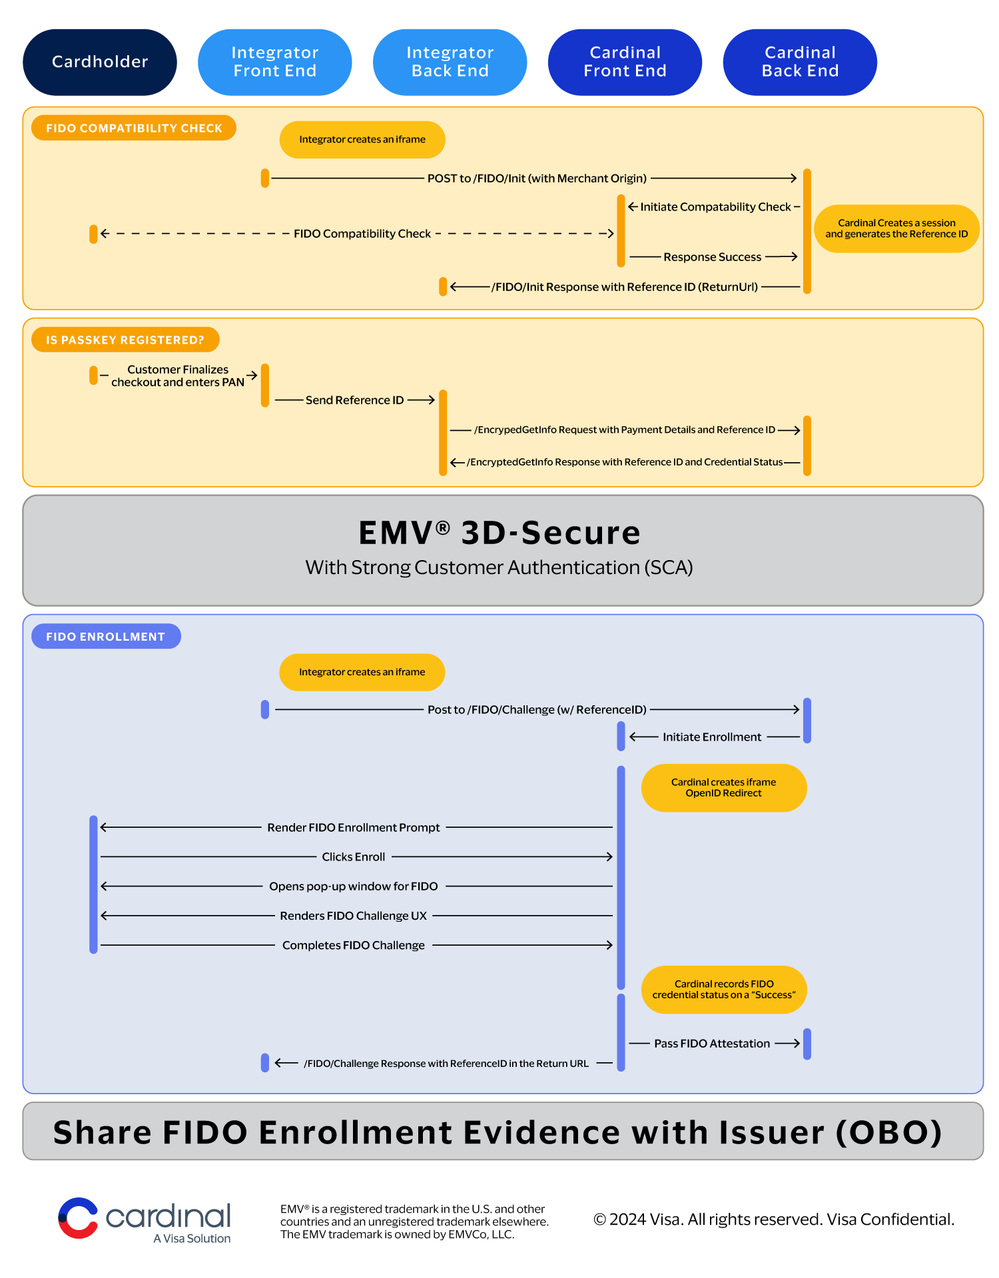 Cardholder
Integrator
Front End
Integrator
Back End
Cardinal
Front End
Cardinal
Back End
FIDO COMPATIBILITY CHECK
Integrator creates an iframe
POST to /FIDO/Init (with Merchant Origin)
Initiate Compatability Check
Cardinal Creates a session
and generates the Reference ID
FIDO Compatibility Check
Response Success
/FIDO/Init Response with Reference ID (ReturnUrl)
IS PASSKEY REGISTERED?
Customer Finalizes
checkout and enters PAN
Send Reference ID
/EncrypedGetInfo Request with Payment Details and Reference ID
/EncryptedGetInfo Response with Reference ID and Credential Status
EMV® 3D-Secure
With Strong Customer Authentication (SCA)
FIDO ENROLLMENT
Integrator creates an iframe
Post to /FIDO/Challenge (w/ ReferenceID)
Initiate Enrollment
Cardinal creates iframe
OpenID Redirect
Render FIDO Enrollment Prompt
Clicks Enroll
Opens pop-up window for FIDO
Renders FIDO Challenge UX
Completes FIDO Challenge
Cardinal records FIDO
credential status on a "Success"
Pass FIDO Attestation
/FIDO/Challenge Response with ReferenceID in the Return URL
Share FIDO Enrollment Evidence with Issuer (OBO)
cardinal
A Visa Solution
EMV® is a registered trademark in the U.S. and other
countries and an unregistered trademark elsewhere.
The EMV trademark is owned by EMVCo, LLC.
© 2024 Visa. All rights reserved. Visa Confidential.